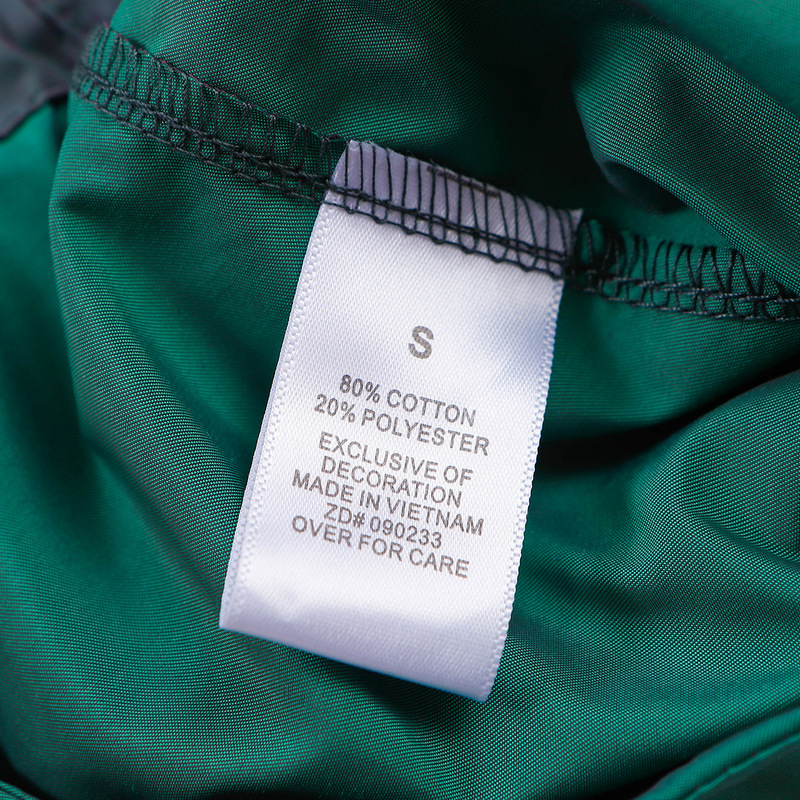 S
80% COTTON
20% POLYESTER
EXCLUSIVE OF
DECORATION
MADE IN VIETNAM
ZD# 090233
OVER FOR CARE